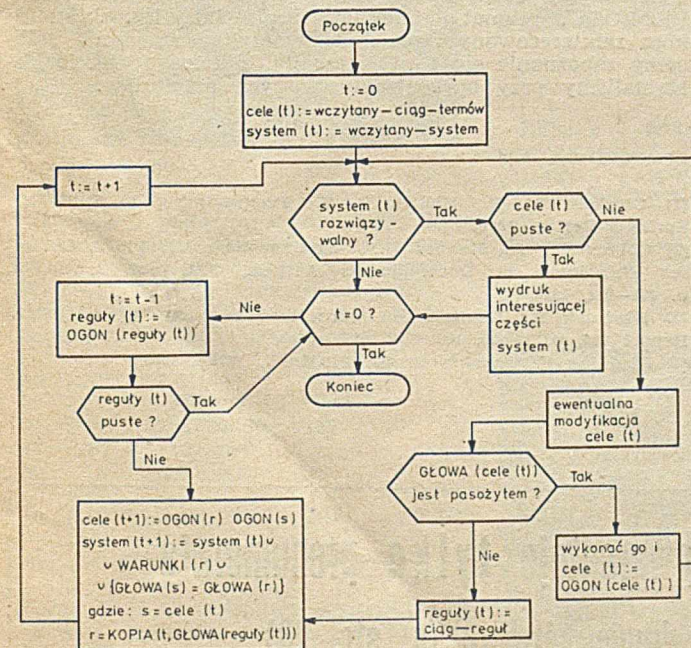 Początek
t:=0
cele (t):=wczytany—ciąg—termów
system (t):= wczytany—system
t:= t+1
system (t)
rozwiązy -
walny ?
Tak
cele (t)
puste ?
Nie
Nie
Tak
t:= t-1
reguły (t):=
OGON (reguły (t))
Nie
t=0 ?
wydruk
interesującej
części
system (t)
Tak
Koniec
reguły (t)
puste ?
Tak
ewentualna
modyfikacja
cele (t)
Nie
GŁOWA (cele (t))
jest pasożytem ?
Tak
cele (t+1):=OGON (r) OGON(s)
system (t+1):= system (t)∪
∪ WARUNKI (r) ∪
∪ {GŁOWA(s) = GŁOWA (r)}
gdzie: s = cele (t)
r=KOPIA(t,GŁOWA(reguły(t)))
Nie
wykonać go i
cele (t):=
OGON (cele (t))
reguły (t):=
ciąg—reguł